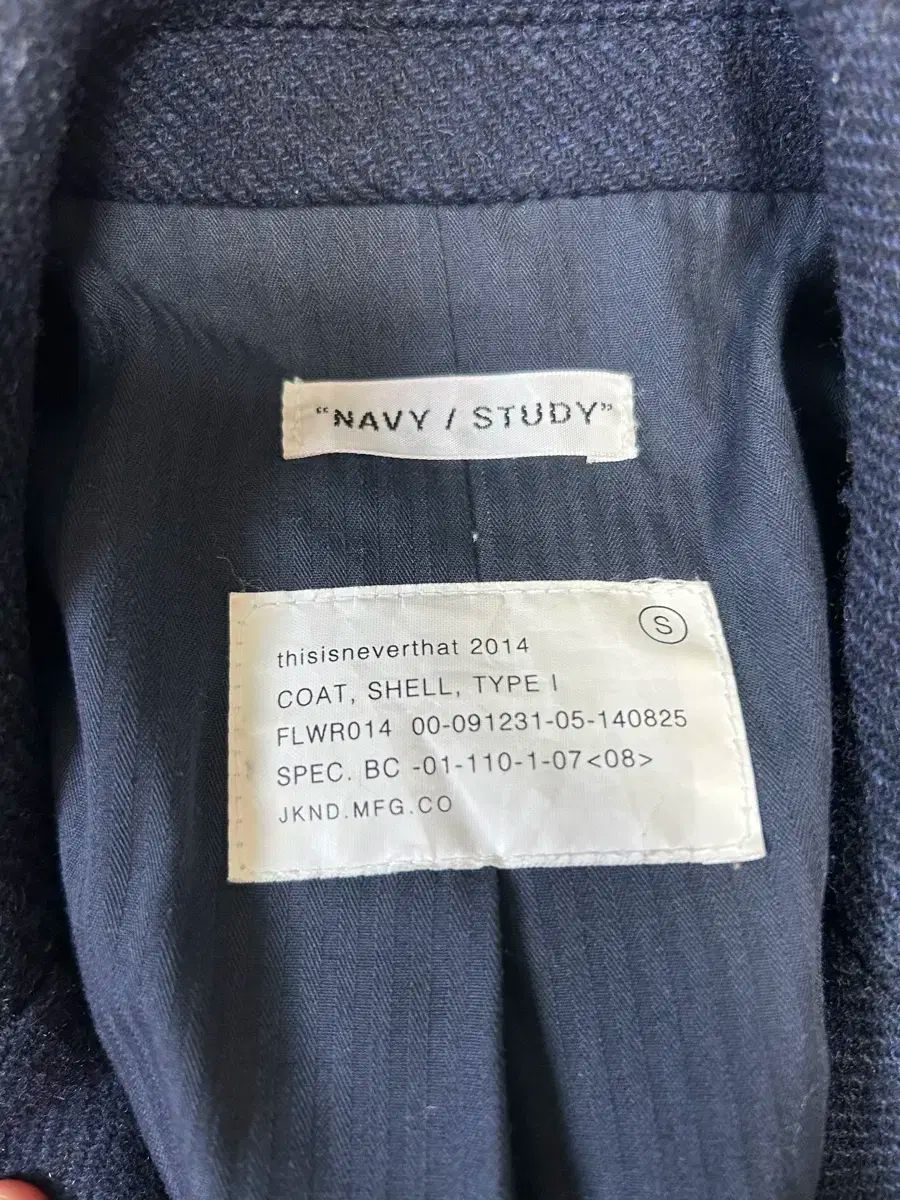 “NAVY / STUDY”
S
thisisneverthat 2014
COAT, SHELL, TYPE I
FLWR014 00-091231-05-140825
SPEC. BC -01-110-1-07<08>
JKND.MFG.CO